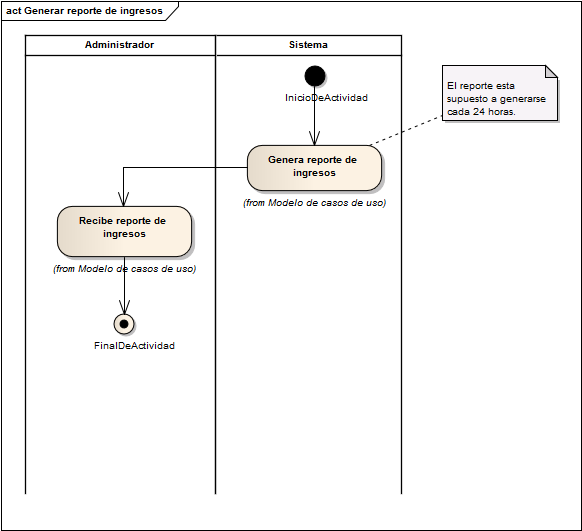 act Generar reporte de ingresos
Administrador
Sistema
InicioDeActividad
El reporte esta
supuesto a generarse
cada 24 horas.
Genera reporte de
ingresos
(from Modelo de casos de uso)
Recibe reporte de
ingresos
(from Modelo de casos de uso)
FinalDeActividad